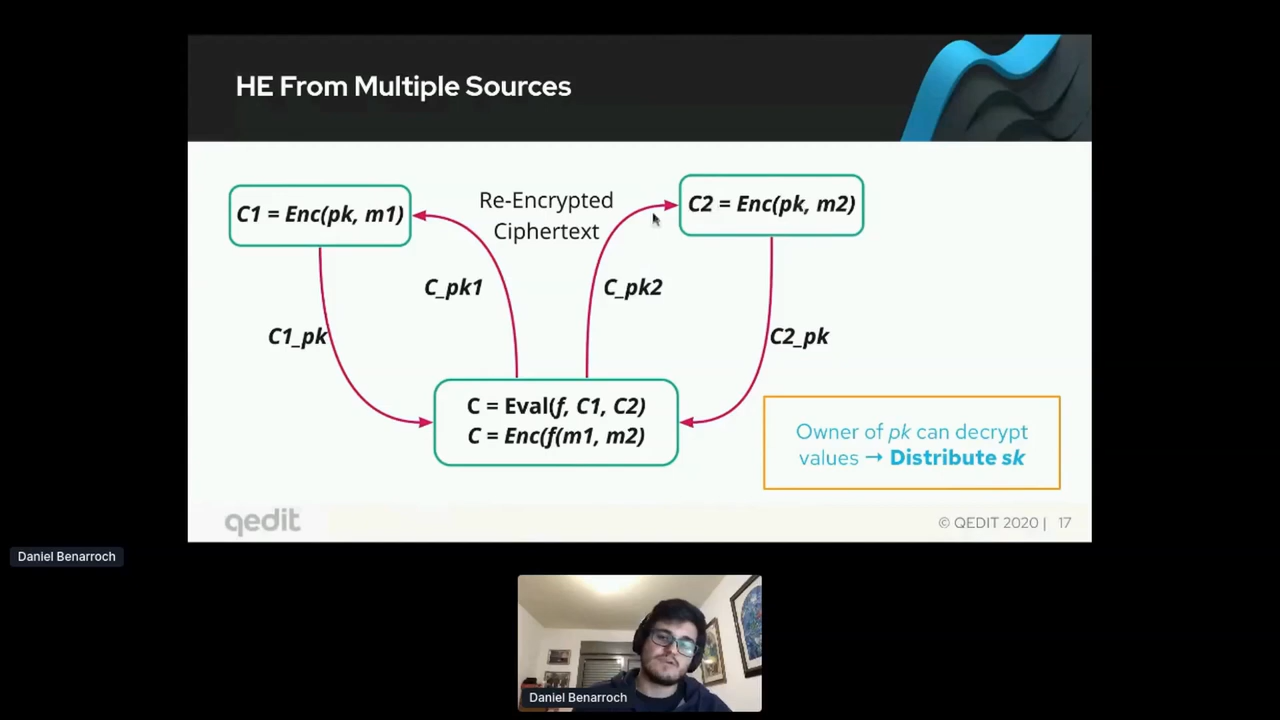 HE From Multiple Sources
C1 = Enc(pk, m1)
Re-Encrypted
Ciphertext
C2 = Enc(pk, m2)
C_pk1
C_pk2
C1_pk
C2_pk
C = Eval(f, C1, C2)
C = Enc(f(m1, m2)
Owner of pk can decrypt
values → Distribute sk
qedit
© QEDIT 2020 | 17
Daniel Benarroch
Daniel Benarroch